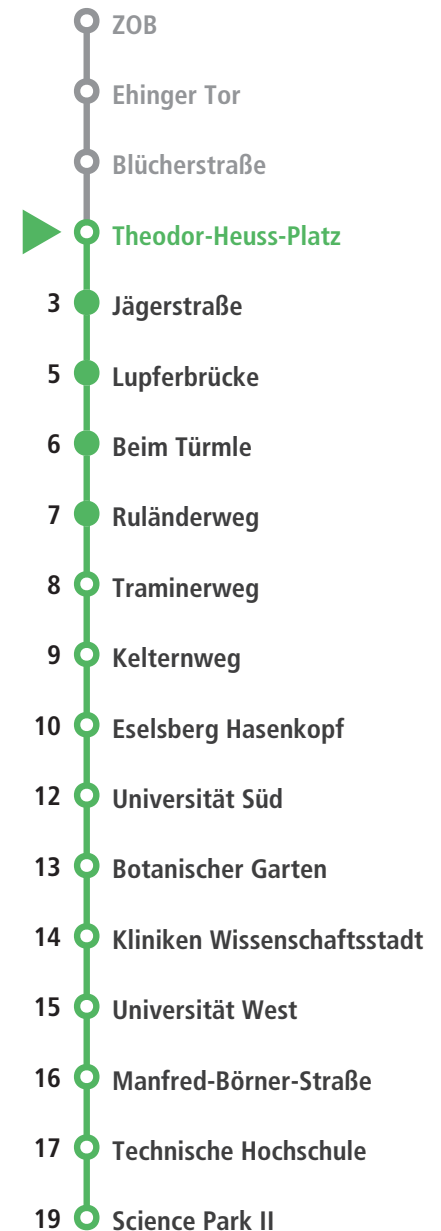 ZOB
Ehinger Tor
Blücherstraße
Theodor-Heuss-Platz
3 Jägerstraße
5 Lupferbrücke
6 Beim Türmle
7 Ruländerweg
8 Traminerweg
9 Kelternweg
10 Eselsberg Hasenkopf
12 Universität Süd
13 Botanischer Garten
14 Kliniken Wissenschaftsstadt
15 Universität West
16 Manfred-Börner-Straße
17 Technische Hochschule
19 Science Park II